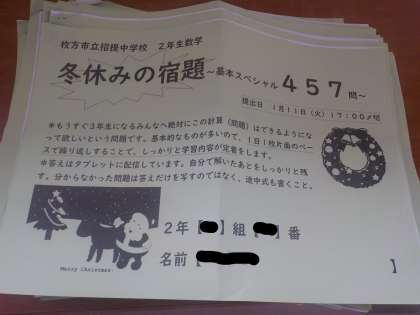 枚方市立招提中学校 2年生数学
冬休みの宿題～基本スペシャル457問～
提出日 1月11日(火)17:00〆切
＊もうすぐ3年生になるみんなへ絶対にこの計算(問題)はできるようにな
って欲しいという問題です。基本的なものが多いので、1日1枚片面のペー
スで繰り返しすることで、しっかりと学習内容が定着をします。
＊答えはタブレットに配信しています。自分で解いたあとをしっかりと残
す。分からなかった問題は答えだけを写すのではなく、途中式も書くこと。
2年【 】組【 】番
名前【 】
Merry Christmas.